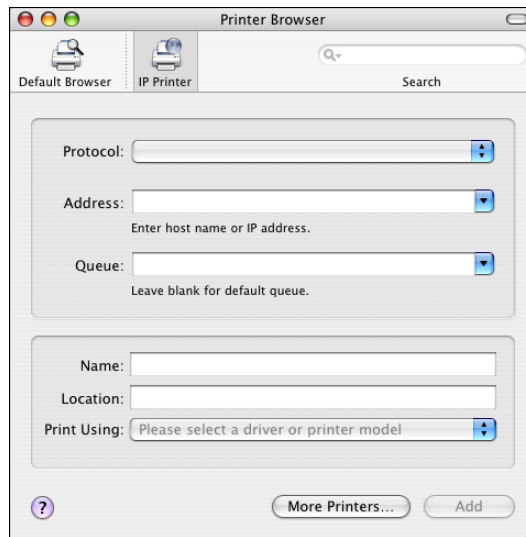 Printer Browser
Default Browser
IP Printer
Search
Protocol:
Address:
Enter host name or IP address.
Queue:
Leave blank for default queue.
Name:
Location:
Print Using: Please select a driver or printer model
? More Printers... Add